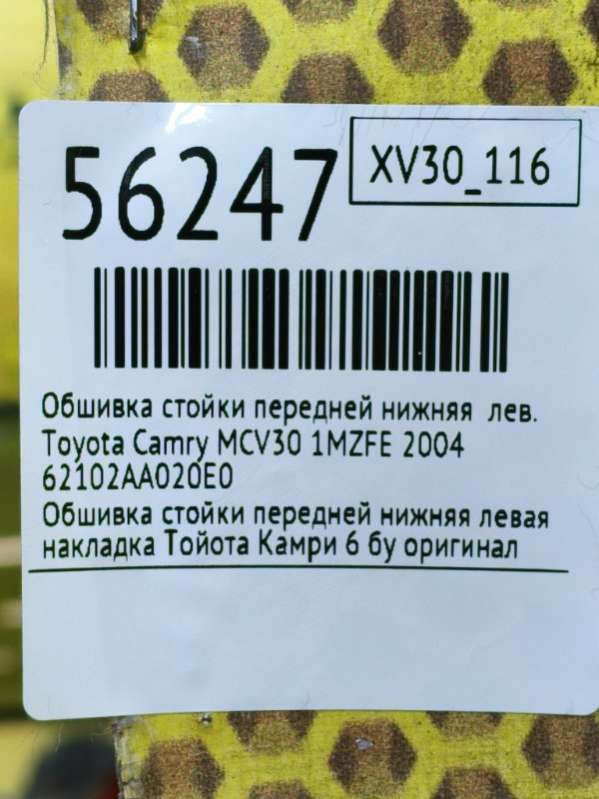 56247
XV30_116
Обшивка стойки передней нижняя лев.
Toyota Camry MCV30 1MZFE 2004
62102AA020E0
Обшивка стойки передней нижняя левая
накладка Тойота Камри 6 бу оригинал